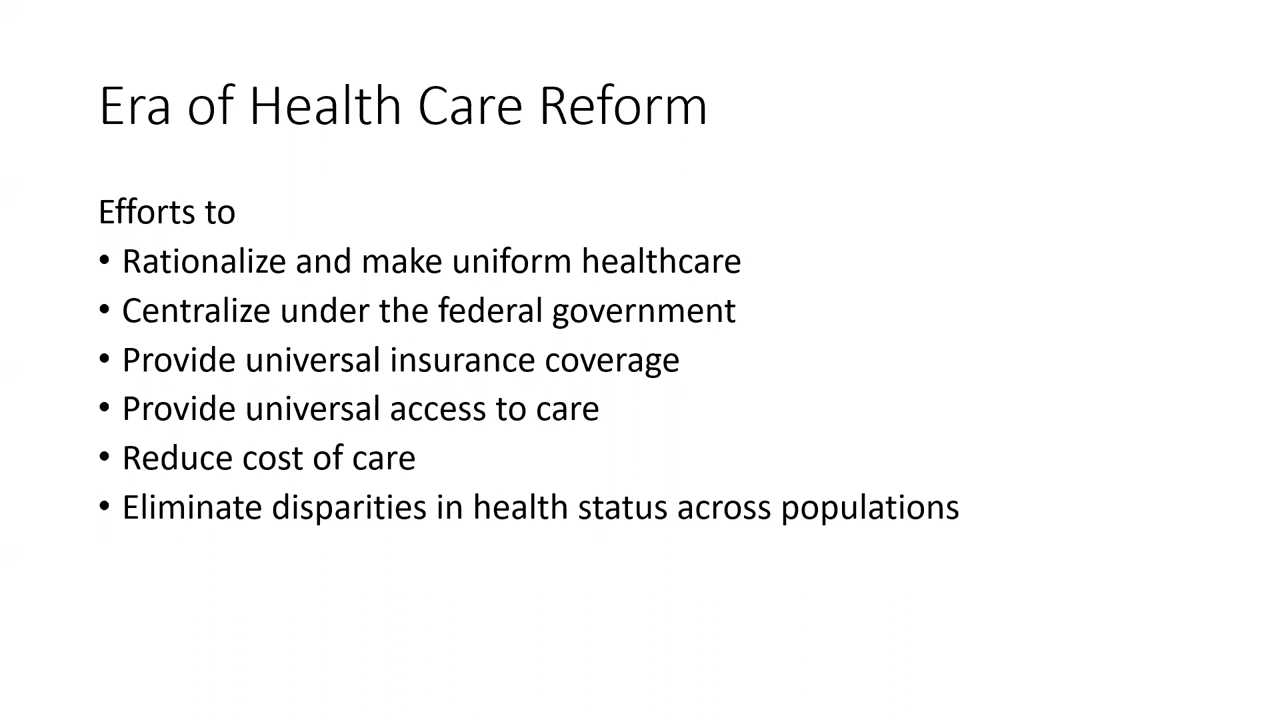 Era of Health Care Reform
Efforts to
• Rationalize and make uniform healthcare
• Centralize under the federal government
• Provide universal insurance coverage
• Provide universal access to care
• Reduce cost of care
• Eliminate disparities in health status across populations